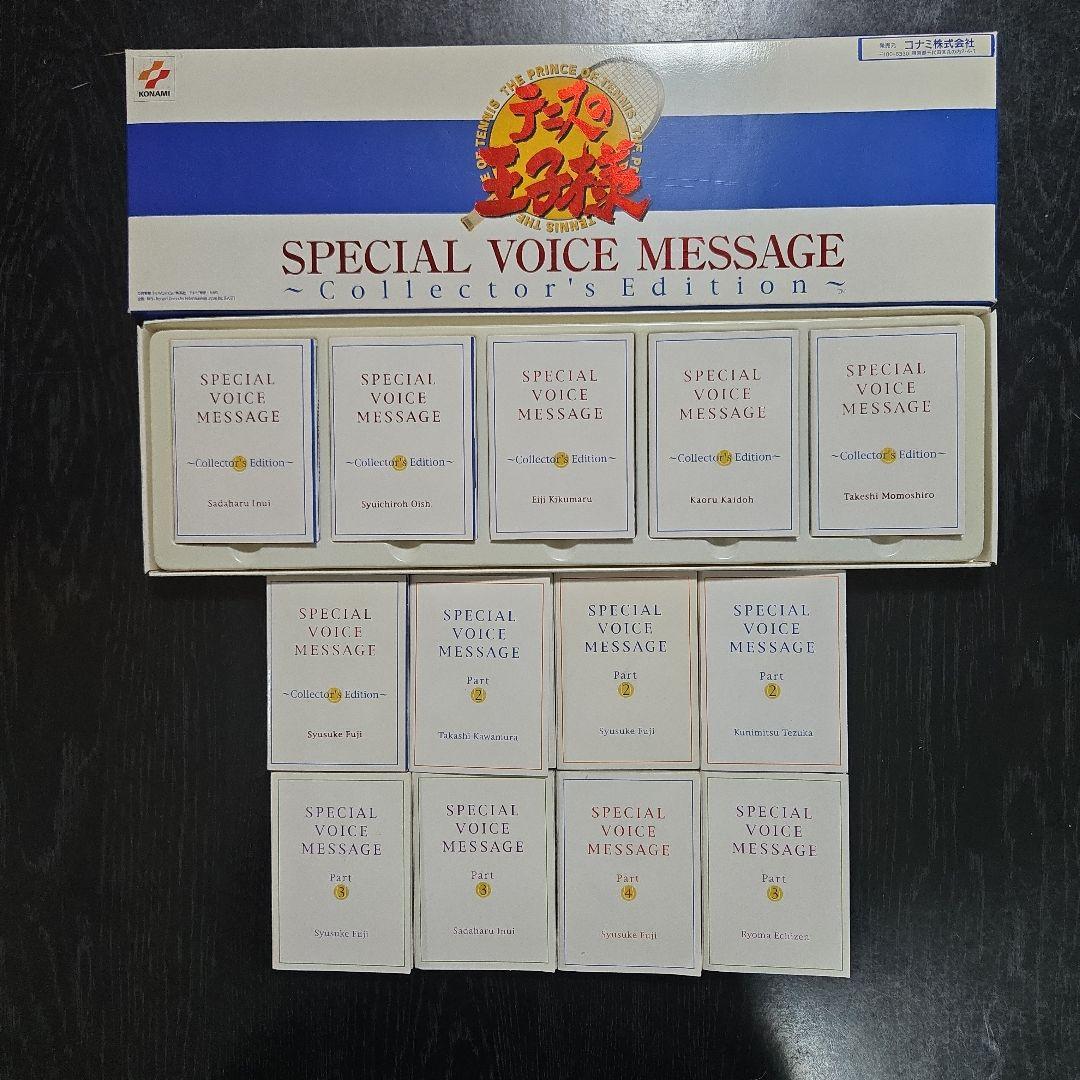 KONAMI
発売元 コナミ株式会社
THE PRINCE OF TENNIS
テニスの
王子様
SPECIAL VOICE MESSAGE
~Collector's Edition~
SPECIAL
VOICE
MESSAGE
~Collector's Edition~
Sadaharu Inui
SPECIAL
VOICE
MESSAGE
~Collector's Edition~
Syuichiroh Oishi
SPECIAL
VOICE
MESSAGE
~Collector's Edition~
Eiji Kikumaru
SPECIAL
VOICE
MESSAGE
~Collector's Edition~
Kaoru Kaidoh
SPECIAL
VOICE
MESSAGE
~Collector's Edition~
Takeshi Momoshiro
SPECIAL
VOICE
MESSAGE
~Collector's Edition~
Syusuke Fuji
SPECIAL
VOICE
MESSAGE
Part
2
Takashi Kawamura
SPECIAL
VOICE
MESSAGE
Part
2
Syusuke Fuji
SPECIAL
VOICE
MESSAGE
Part
2
Kunimitsu Tezuka
SPECIAL
VOICE
MESSAGE
Part
3
Syusuke Fuji
SPECIAL
VOICE
MESSAGE
Part
3
Sadaharu Inui
SPECIAL
VOICE
MESSAGE
Part
4
Syusuke Fuji
SPECIAL
VOICE
MESSAGE
Part
3
Ryoma Echizen